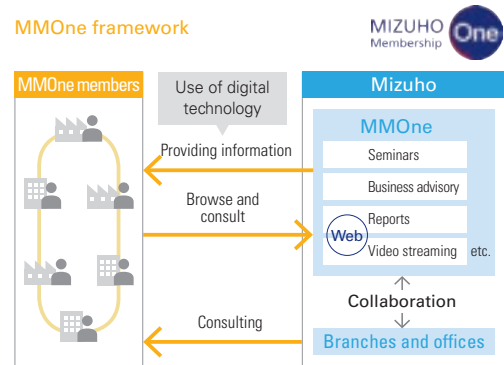 MMOne framework
MIZUHO
Membership
One
MMOne members
Use of digital
technology
Mizuho
MMOne
Providing information
Seminars
Business advisory
Browse and
consult
Reports
Web
Video streaming
etc.
Collaboration
Consulting
Branches and offices